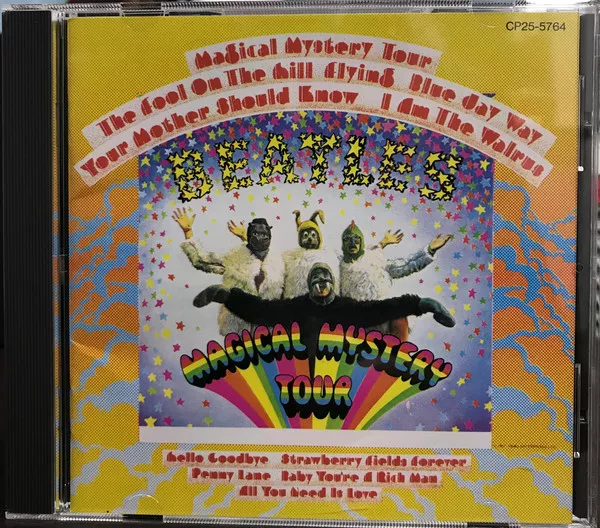 CP25-5764
Magical Mystery Tour
The Fool On The Hill Flying Blue Jay Way
Your Mother Should Know I Am The Walrus
BEATLES
MAGICAL MYSTERY
TOUR
Hello Goodbye Strawberry Fields Forever
Penny Lane Baby You're A Rich Man
All You Need Is Love